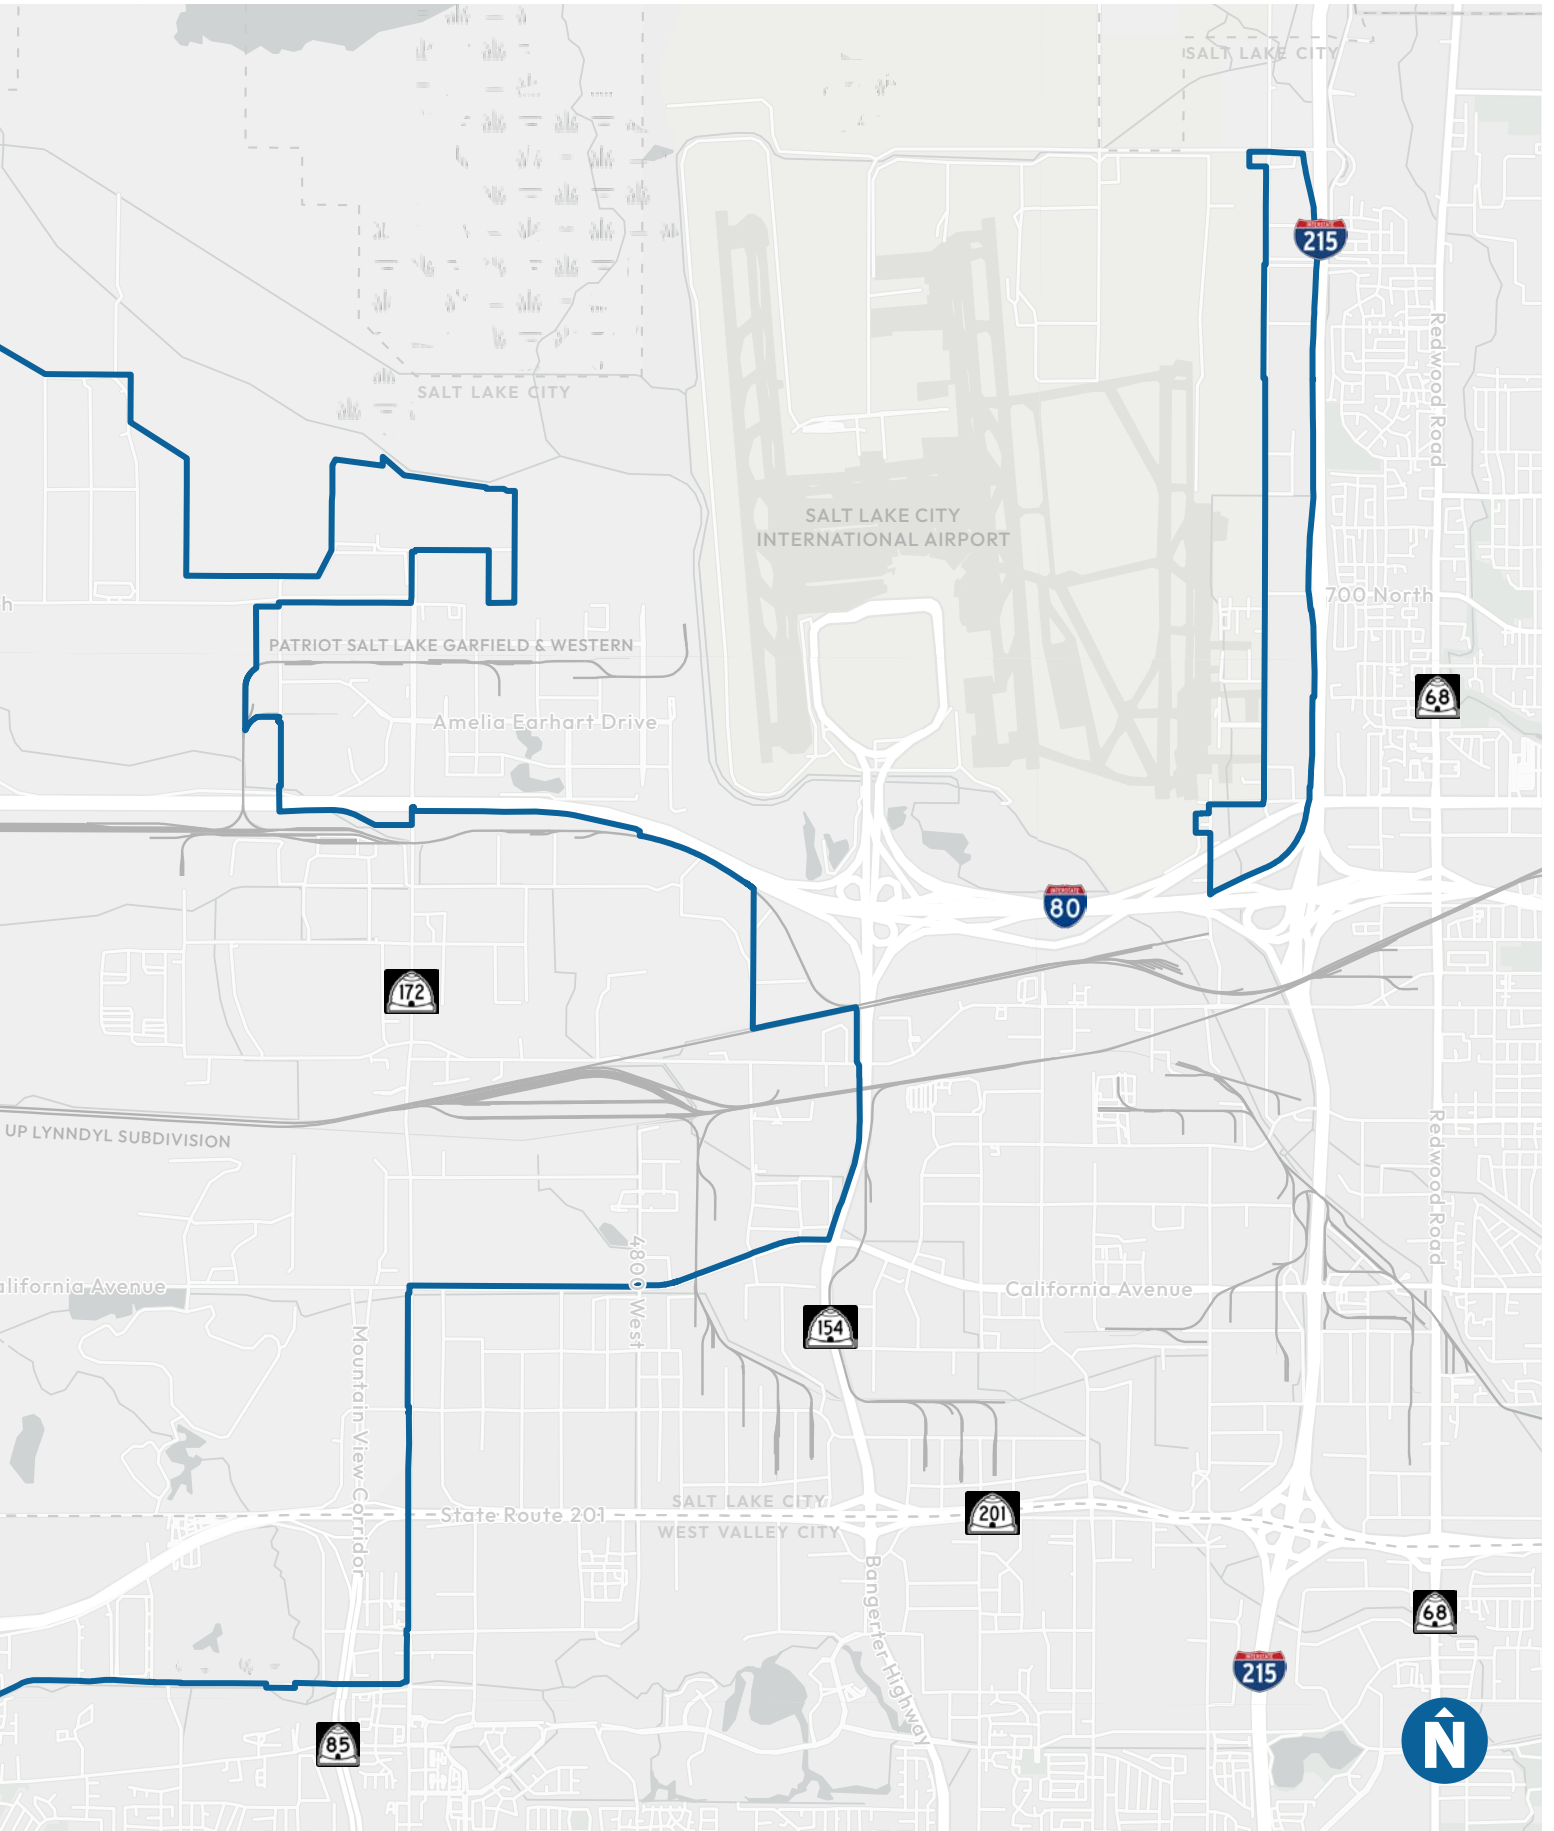 SALT LAKE CITY
INTERSTATE
215
Redwood Road
SALT LAKE CITY
SALT LAKE CITY
INTERNATIONAL AIRPORT
h
700 North
PATRIOT SALT LAKE GARFIELD & WESTERN
68
Amelia Earhart Drive
INTERSTATE
80
172
UP LYNNDYL SUBDIVISION
Redwood Road
4800 West
alifornia Avenue
California Avenue
154
Mountain View Corridor
SALT LAKE CITY
State Route 201
201
WEST VALLEY CITY
Bangerter Highway
68
INTERSTATE
215
85
N